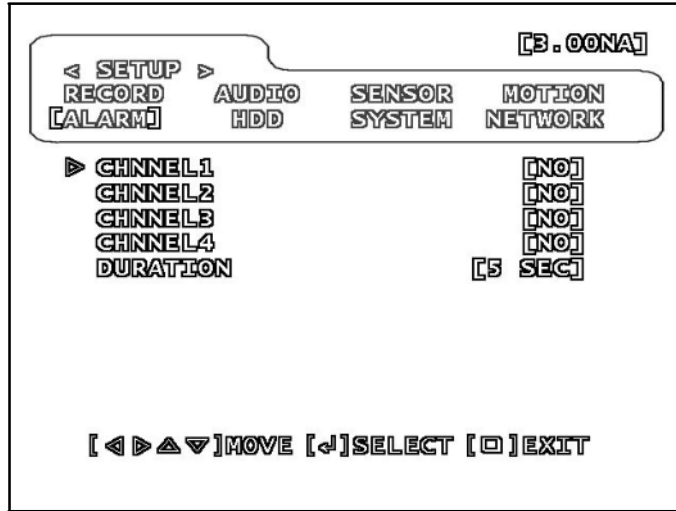 [3.00NA]
< SETUP >
RECORD AUDIO SENSOR MOTION
[ALARM] HDD SYSTEM NETWORK
▷ CHNNEL1 [NO]
CHNNEL2 [NO]
CHNNEL3 [NO]
CHNNEL4 [NO]
DURATION [5 SEC]
[◁▷△▽]MOVE [↲]SELECT [□]EXIT